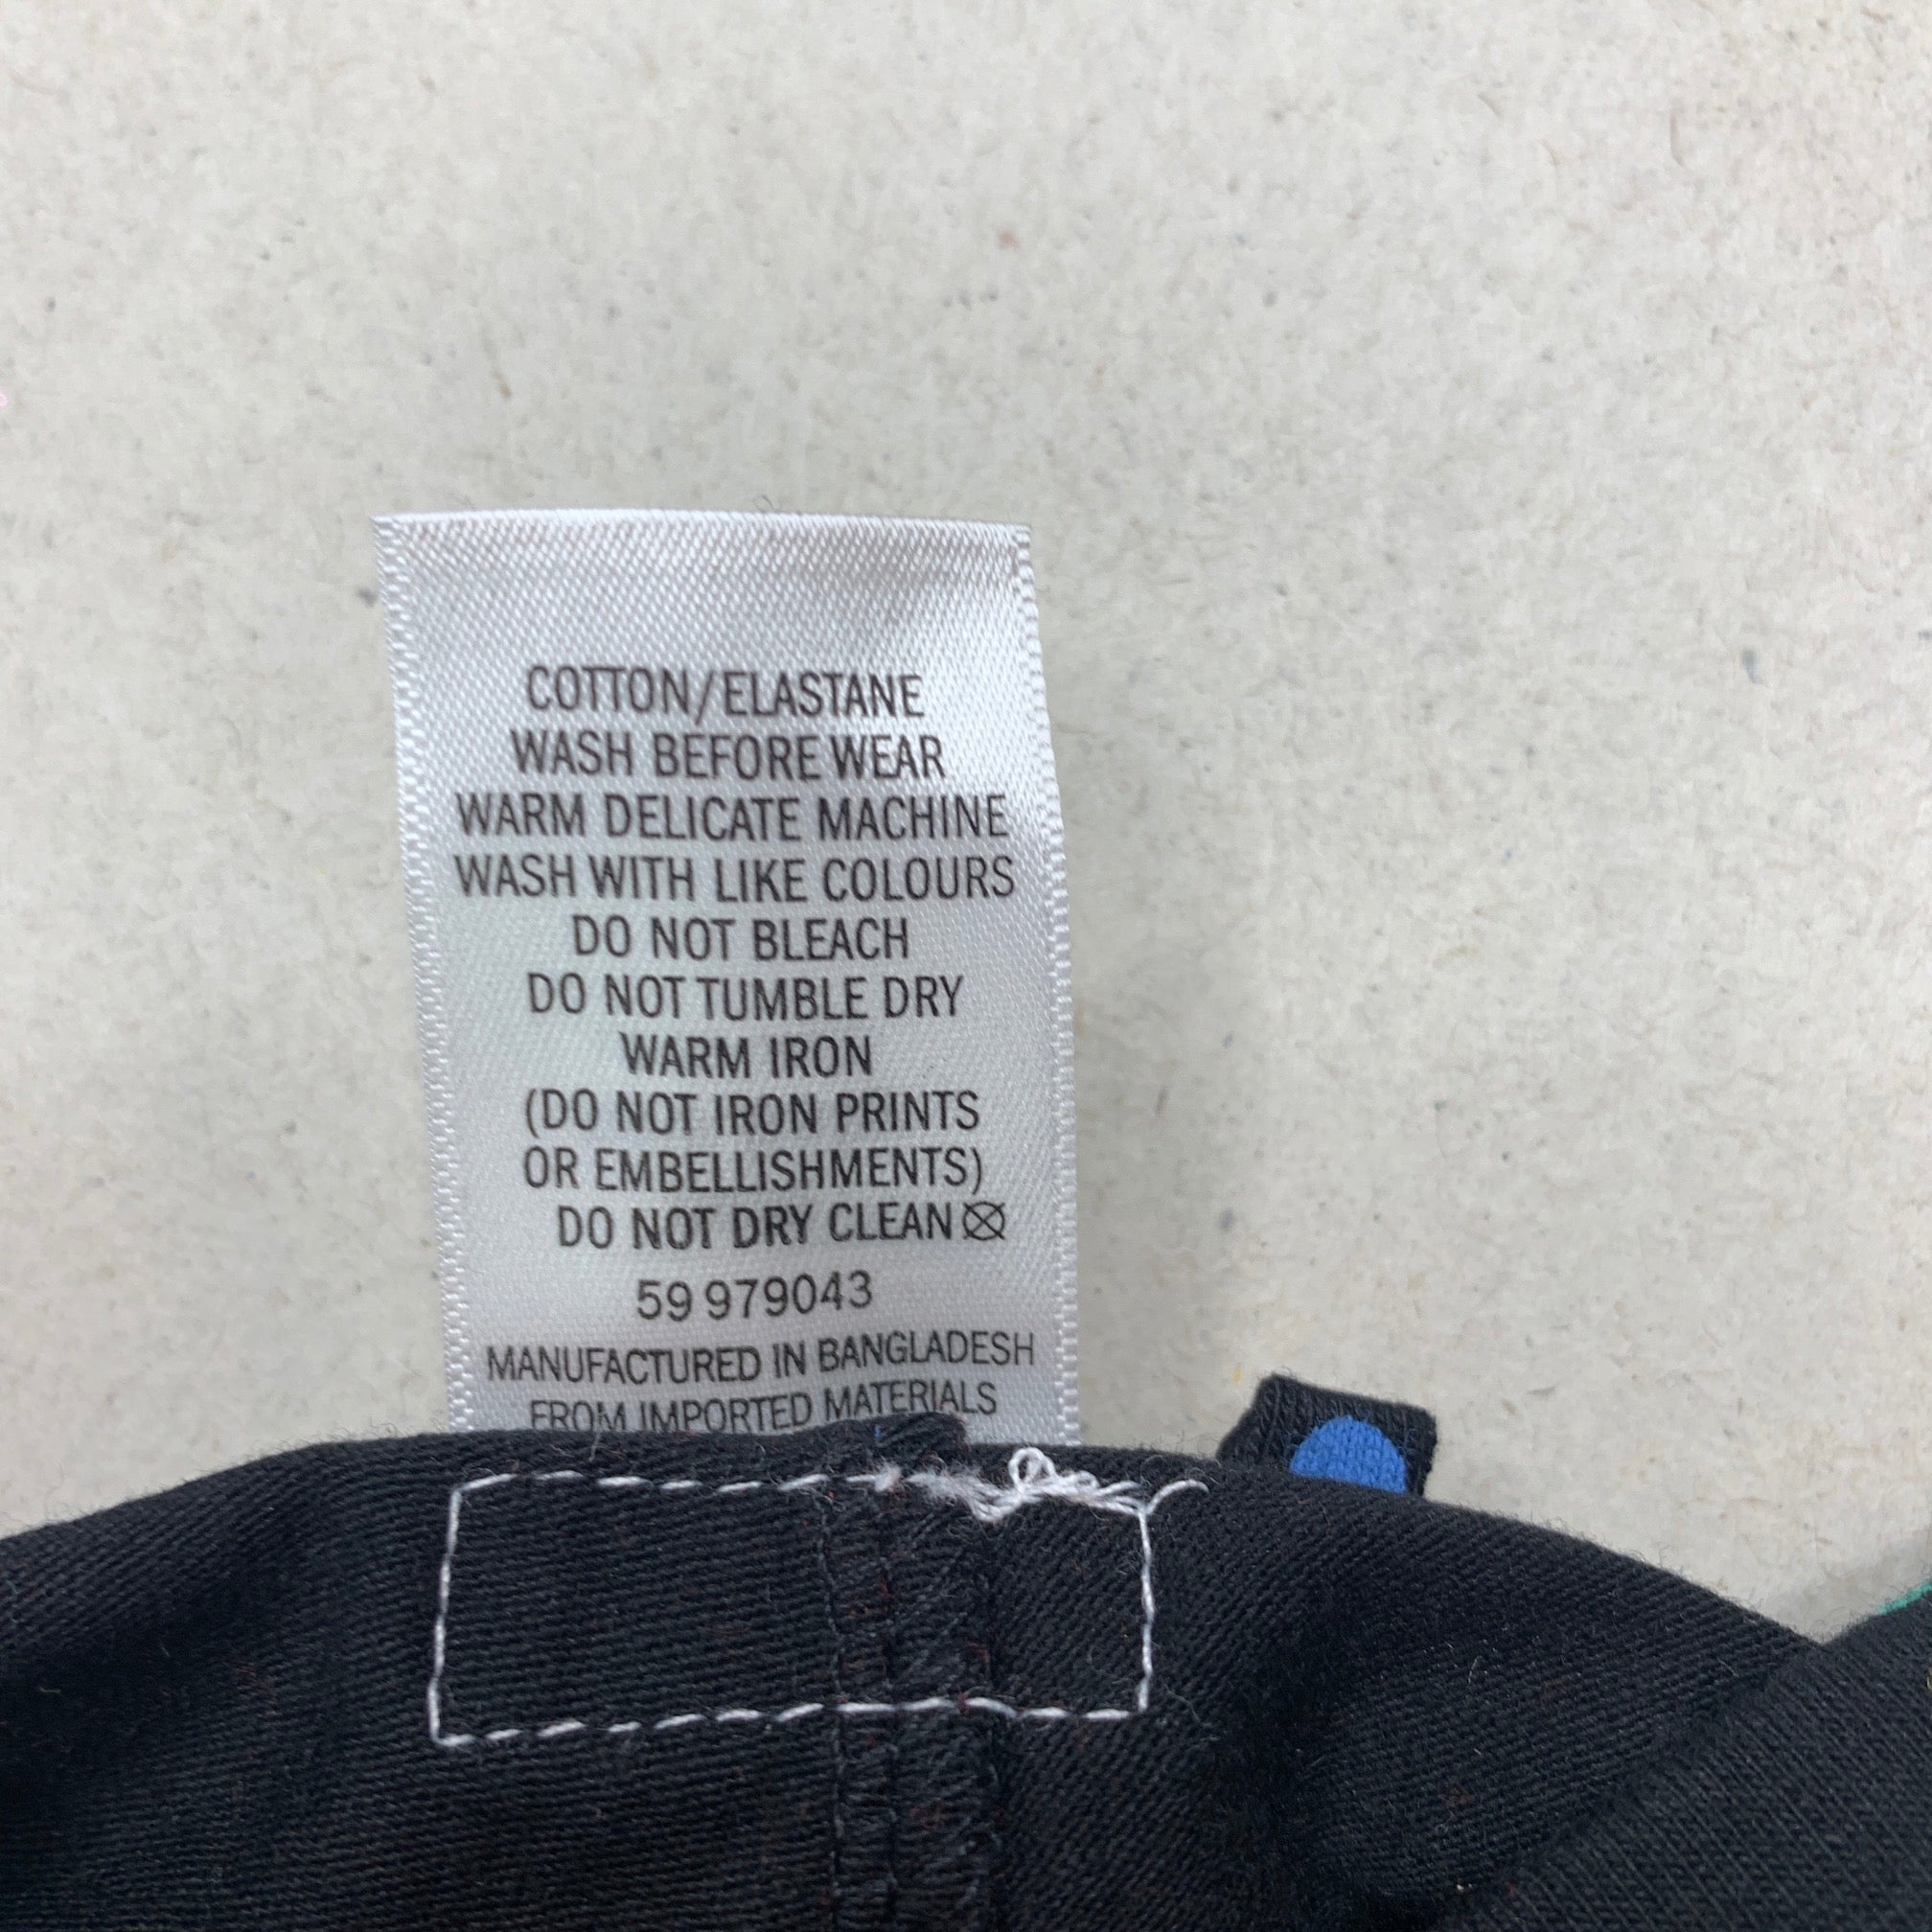 COTTON/ELASTANE
WASH BEFORE WEAR
WARM DELICATE MACHINE
WASH WITH LIKE COLOURS
DO NOT BLEACH
DO NOT TUMBLE DRY
WARM IRON
(DO NOT IRON PRINTS
OR EMBELLISHMENTS)
DO NOT DRY CLEAN
59 979043
MANUFACTURED IN BANGLADESH
FROM IMPORTED MATERIALS